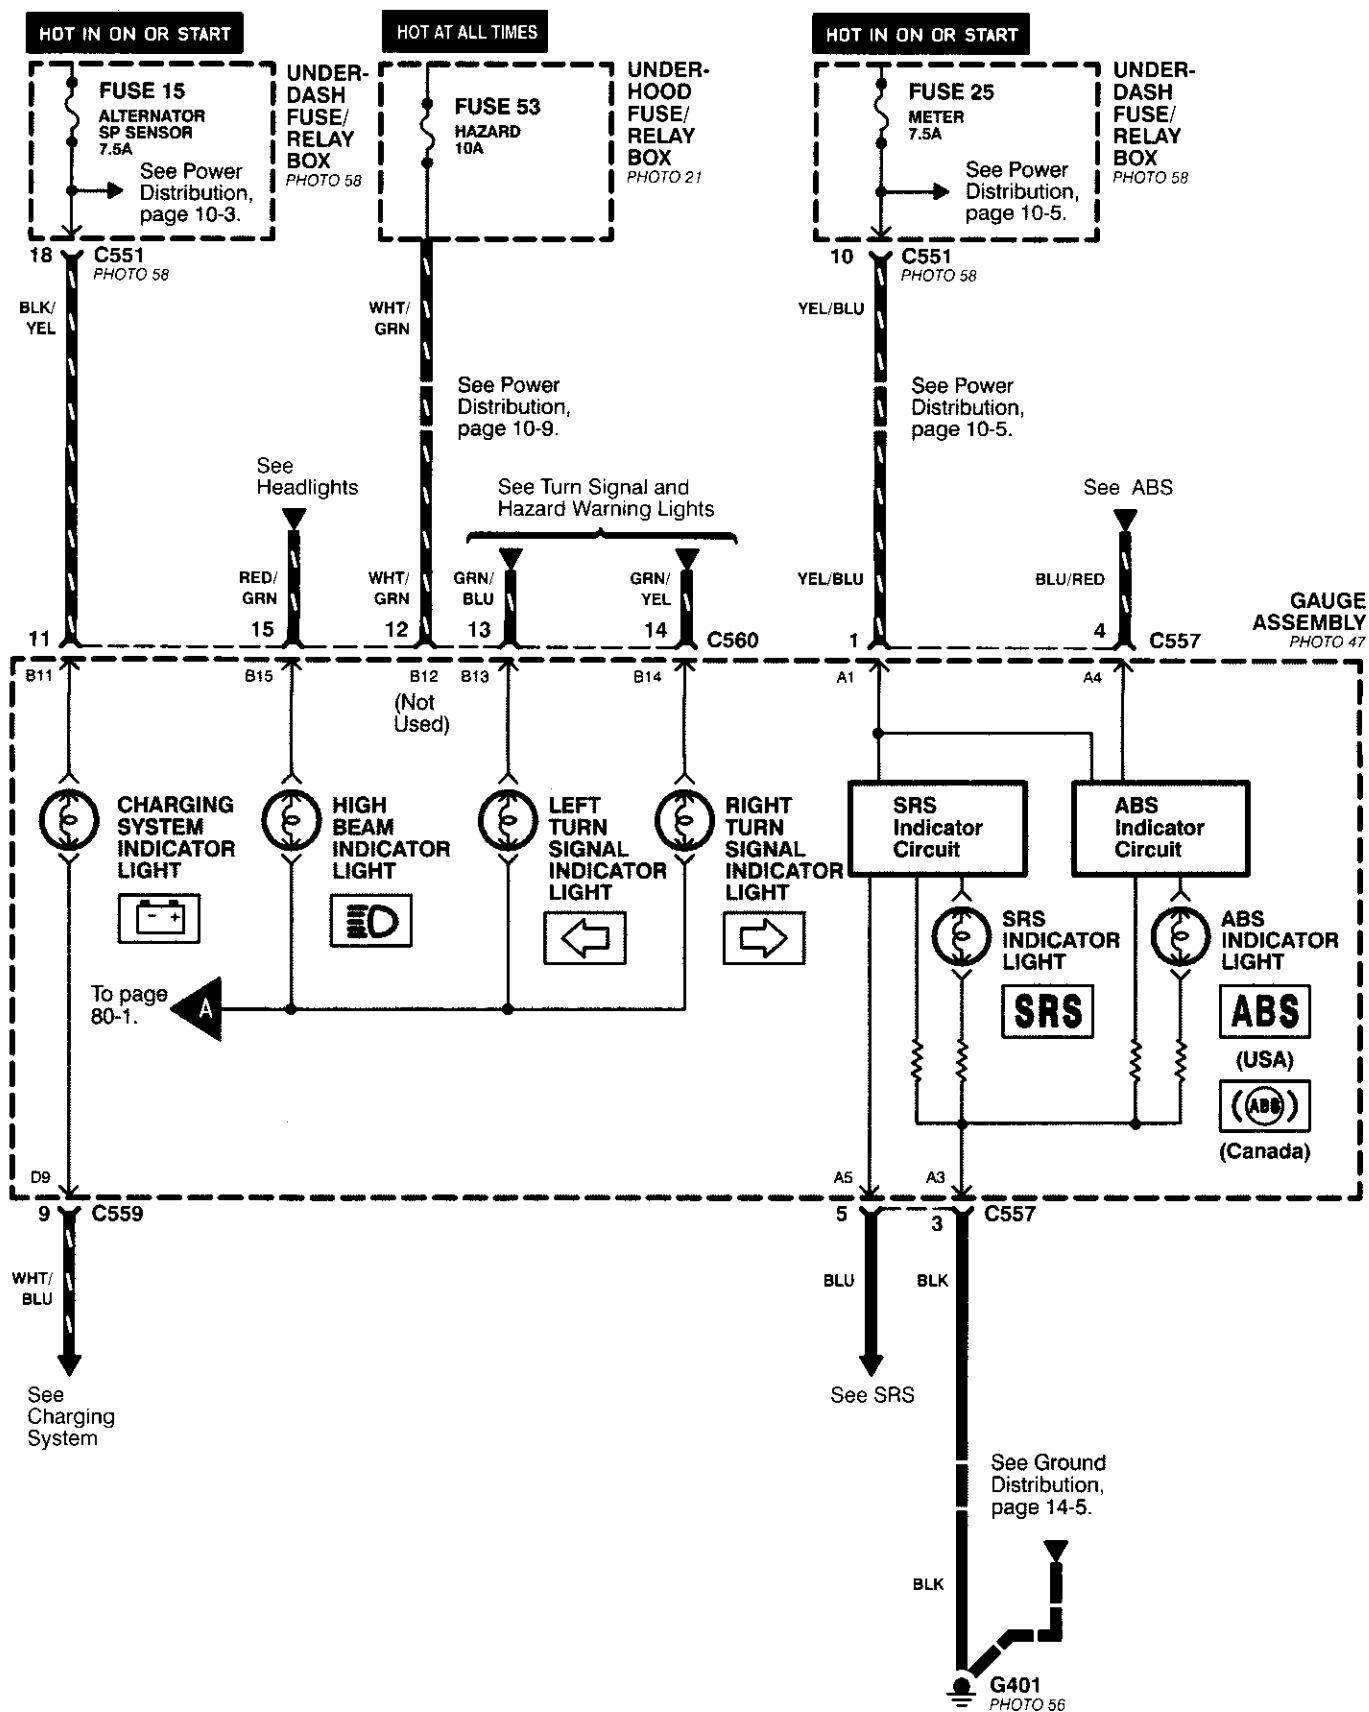 HOT IN ON OR START
FUSE 15
ALTERNATOR
SP SENSOR
7.5A
See Power
Distribution,
page 10-3.
UNDER-
DASH
FUSE/
RELAY
BOX
PHOTO 58
HOT AT ALL TIMES
FUSE 53
HAZARD
10A
UNDER-
HOOD
FUSE/
RELAY
BOX
PHOTO 21
HOT IN ON OR START
FUSE 25
METER
7.5A
See Power
Distribution,
page 10-5.
UNDER-
DASH
FUSE/
RELAY
BOX
PHOTO 58
18
C551
PHOTO 58
10
C551
PHOTO 58
BLK/
YEL
WHT/
GRN
YEL/BLU
See Power
Distribution,
page 10-9.
See Power
Distribution,
page 10-5.
See
Headlights
See Turn Signal and
Hazard Warning Lights
See ABS
RED/
GRN
WHT/
GRN
GRN/
BLU
GRN/
YEL
YEL/BLU
BLU/RED
GAUGE
ASSEMBLY
PHOTO 47
11
15
12
13
14
C560
1
4
C557
B11
B15
B12
(Not
Used)
B13
B14
A1
A4
CHARGING
SYSTEM
INDICATOR
LIGHT
HIGH
BEAM
INDICATOR
LIGHT
LEFT
TURN
SIGNAL
INDICATOR
LIGHT
RIGHT
TURN
SIGNAL
INDICATOR
LIGHT
SRS
Indicator
Circuit
ABS
Indicator
Circuit
SRS
INDICATOR
LIGHT
SRS
ABS
INDICATOR
LIGHT
ABS
(USA)
ABS
(Canada)
To page
80-1.
A
D9
A5
A3
9
C559
5
3
C557
WHT/
BLU
BLU
BLK
See
Charging
System
See SRS
See Ground
Distribution,
page 14-5.
BLK
G401
PHOTO 56